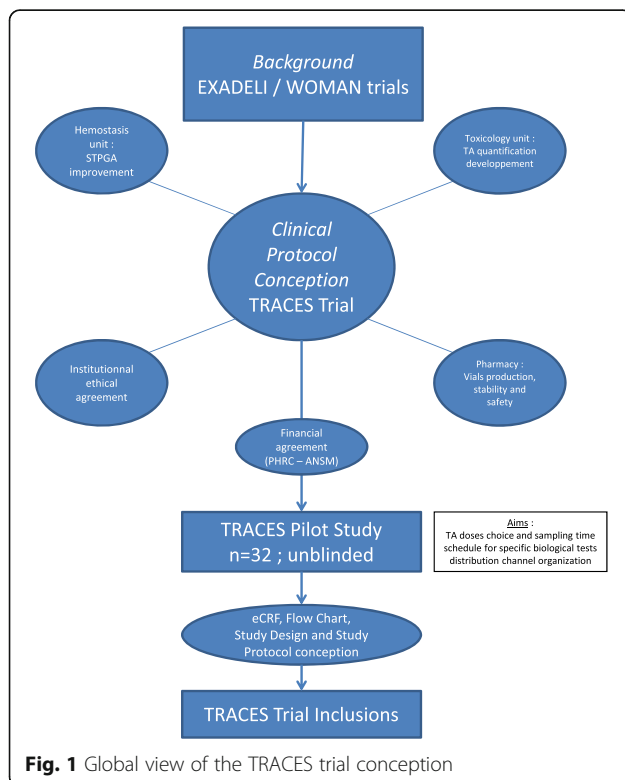 Background
EXADELI / WOMAN trials
Hemostasis
unit :
STPGA
improvement
Toxicology unit :
TA quantification
developpement
Clinical
Protocol
Conception
TRACES Trial
Institutionnal
ethical
agreement
Pharmacy :
Vials production,
stability and
safety
Financial
agreement
(PHRC – ANSM)
TRACES Pilot Study
n=32 ; unblinded
Aims :
TA doses choice and sampling time
schedule for specific biological tests
distribution channel organization
eCRF, Flow Chart,
Study Design and Study
Protocol conception
TRACES Trial Inclusions
Fig. 1 Global view of the TRACES trial conception